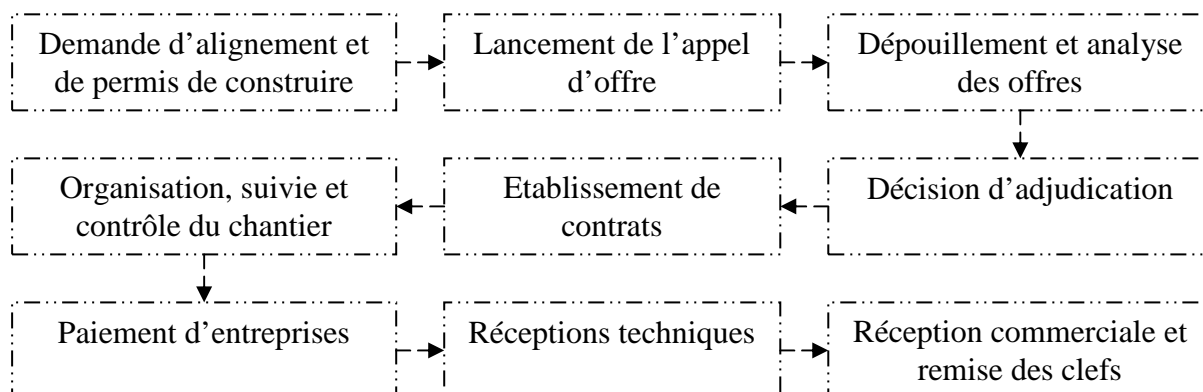 Demande d’alignement et
de permis de construire
Lancement de l’appel
d’offre
Dépouillement et analyse
des offres
Organisation, suivie et
contrôle du chantier
Etablissement de
contrats
Décision d’adjudication
Paiement d’entreprises
Réceptions techniques
Réception commerciale et
remise des clefs